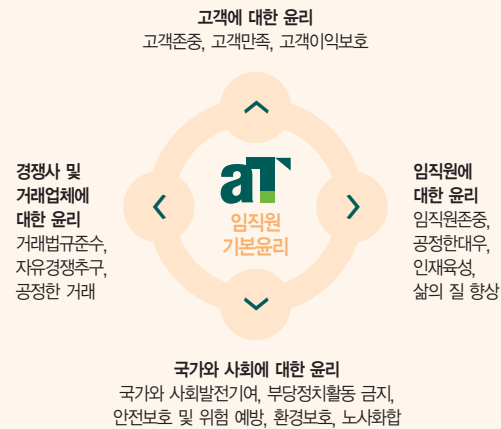 고객에 대한 윤리
고객존중, 고객만족, 고객이익보호
경쟁사 및
거래업체에
대한 윤리
거래법규준수,
자유경쟁추구,
공정한 거래
aT
임직원
기본윤리
임직원에
대한 윤리
임직원존중,
공정한대우,
인재육성,
삶의 질 향상
국가와 사회에 대한 윤리
국가와 사회발전기여, 부당정치활동 금지,
안전보호 및 위험 예방, 환경보호, 노사화합